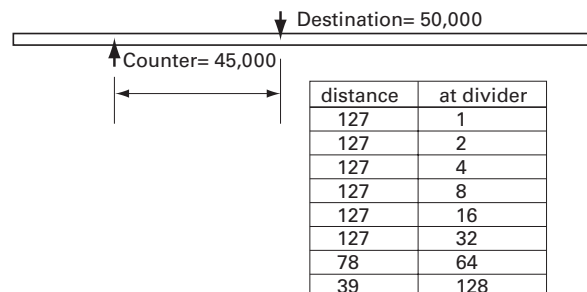 Destination= 50,000
Counter= 45,000
distance at divider
127 1
127 2
127 4
127 8
127 16
127 32
78 64
39 128